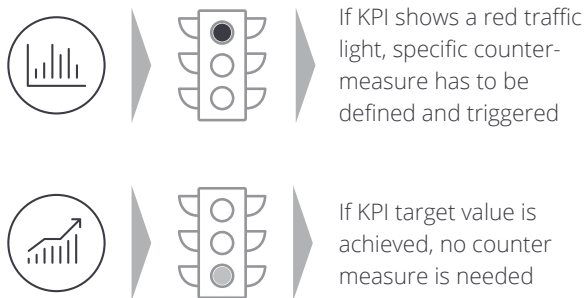 If KPI shows a red traffic
light, specific counter-
measure has to be
defined and triggered
If KPI target value is
achieved, no counter
measure is needed